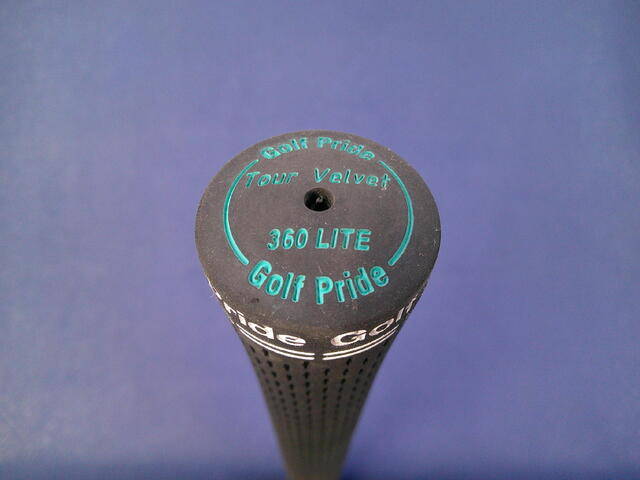 Golf Pride
Tour Velvet
360 LITE
Golf Pride
Pride Golf